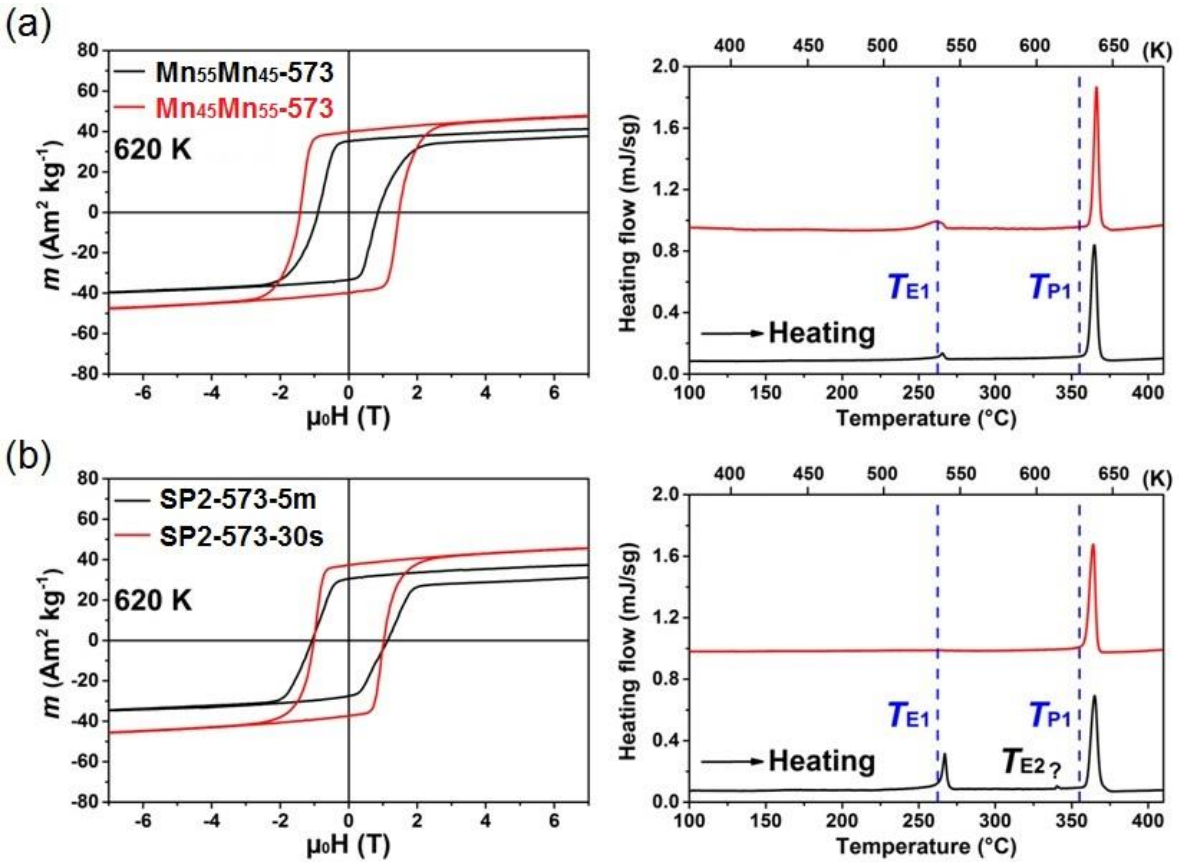 (a)
80
60
40
20
0
-20
-40
-60
-80
m (Am² kg⁻¹)
Mn₅₅Mn₄₅-573
Mn₄₅Mn₅₅-573
620 K
-6 -4 -2 0 2 4 6
µ₀H (T)
400 450 500 550 600 650 (K)
2.0
1.6
1.2
0.8
0.4
0.0
Heating flow (mJ/sg)
TE1 TP1
Heating
100 150 200 250 300 350 400
Temperature (°C)
(b)
80
60
40
20
0
-20
-40
-60
-80
m (Am² kg⁻¹)
SP2-573-5m
SP2-573-30s
620 K
-6 -4 -2 0 2 4 6
µ₀H (T)
400 450 500 550 600 650 (K)
2.0
1.6
1.2
0.8
0.4
0.0
Heating flow (mJ/sg)
TE1 TP1
Heating TE2?
100 150 200 250 300 350 400
Temperature (°C)